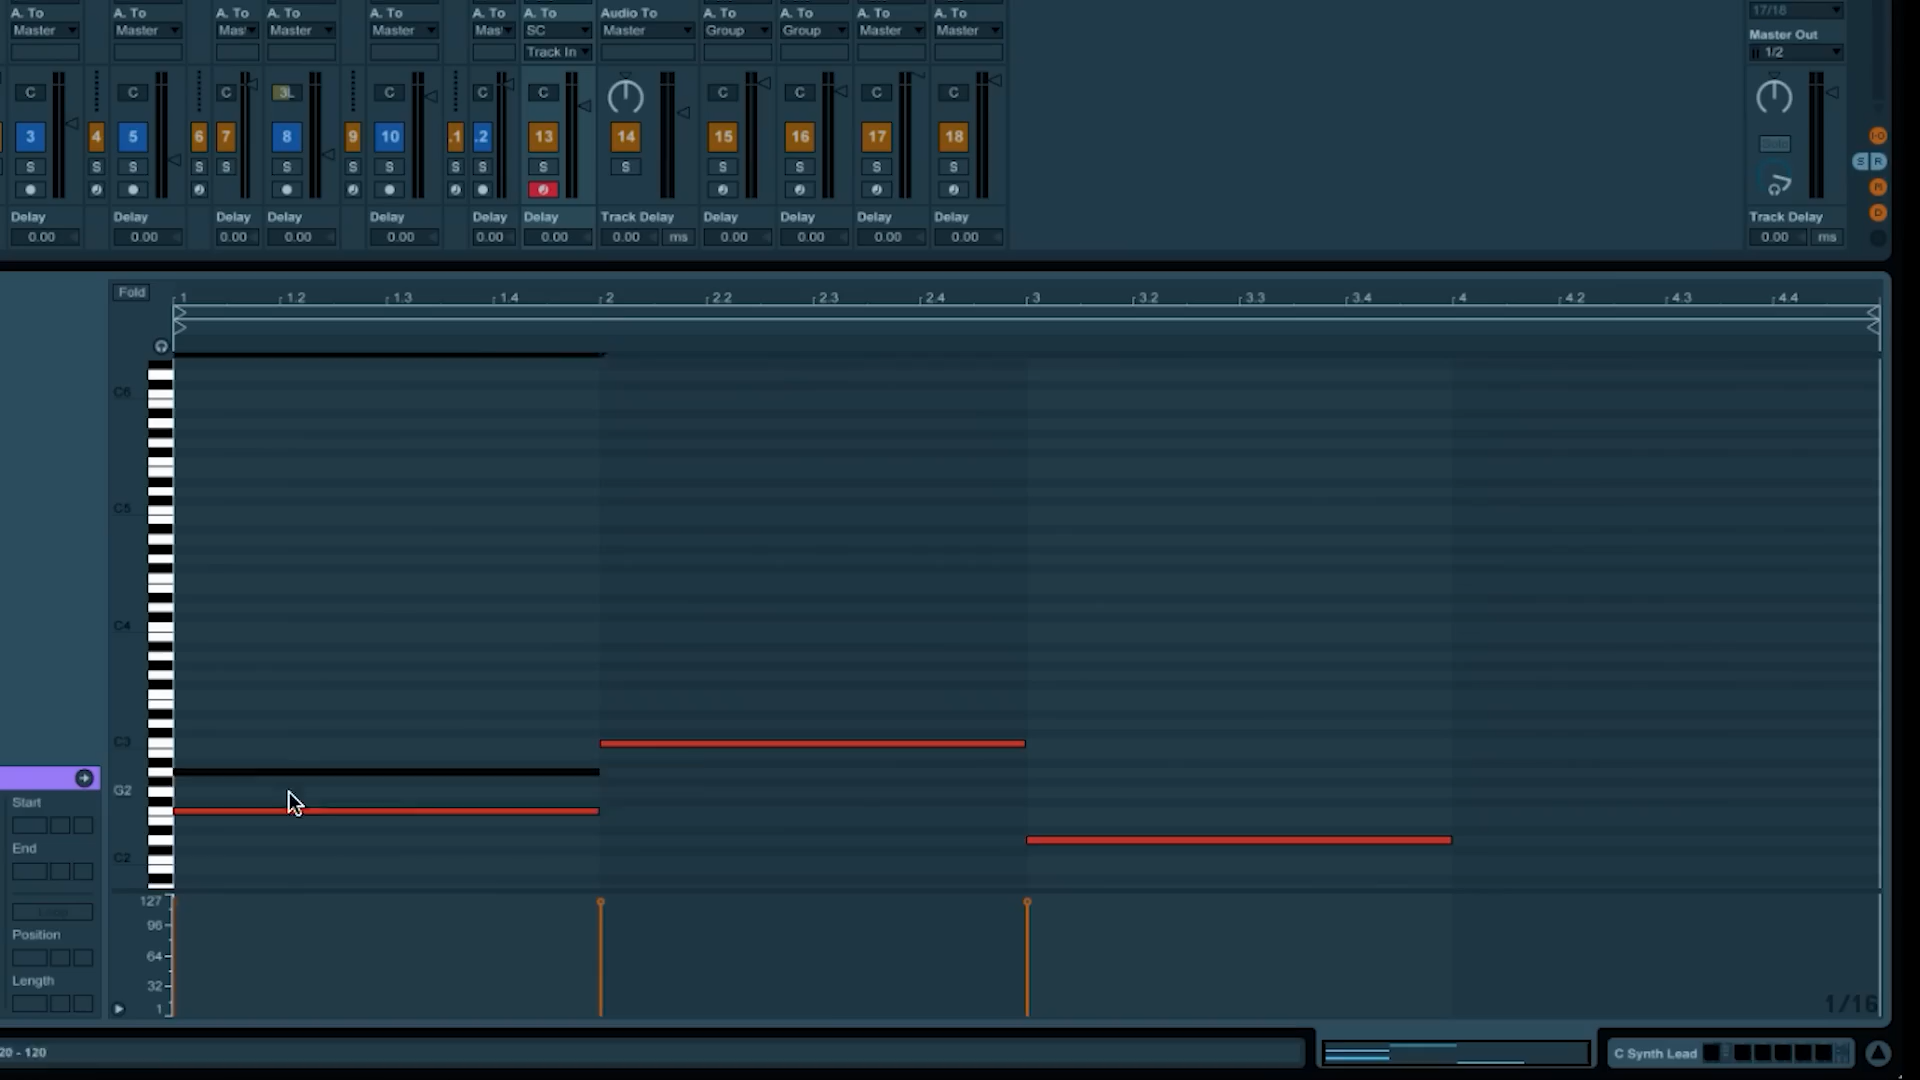 A. To A. To A. To A. To A. To A. To A. To Audio To A. To A. To A. To A. To 17/18
Master Master Mas Master Master Mas SC Master Group Group Master Master Master Out
Track In 1/2
C C C 3L C C C C C C C
3 4 5 6 7 8 9 10 .1 .2 13 14 15 16 17 18
S S S S S S S S S S S S S S S Solo
I-O
S R
R
D
Delay Delay Delay Delay Delay Delay Delay Track Delay Delay Delay Delay Delay Track Delay
0.00 0.00 0.00 0.00 0.00 0.00 0.00 0.00 ms 0.00 0.00 0.00 0.00 0.00 ms
Fold 1 1.2 1.3 1.4 2 2.2 2.3 2.4 3 3.2 3.3 3.4 4 4.2 4.3 4.4
C6
C5
C4
C3
G2
C2
Start
End
Position
Length
127
96
64
32
1
1/16
20 - 120
C Synth Lead